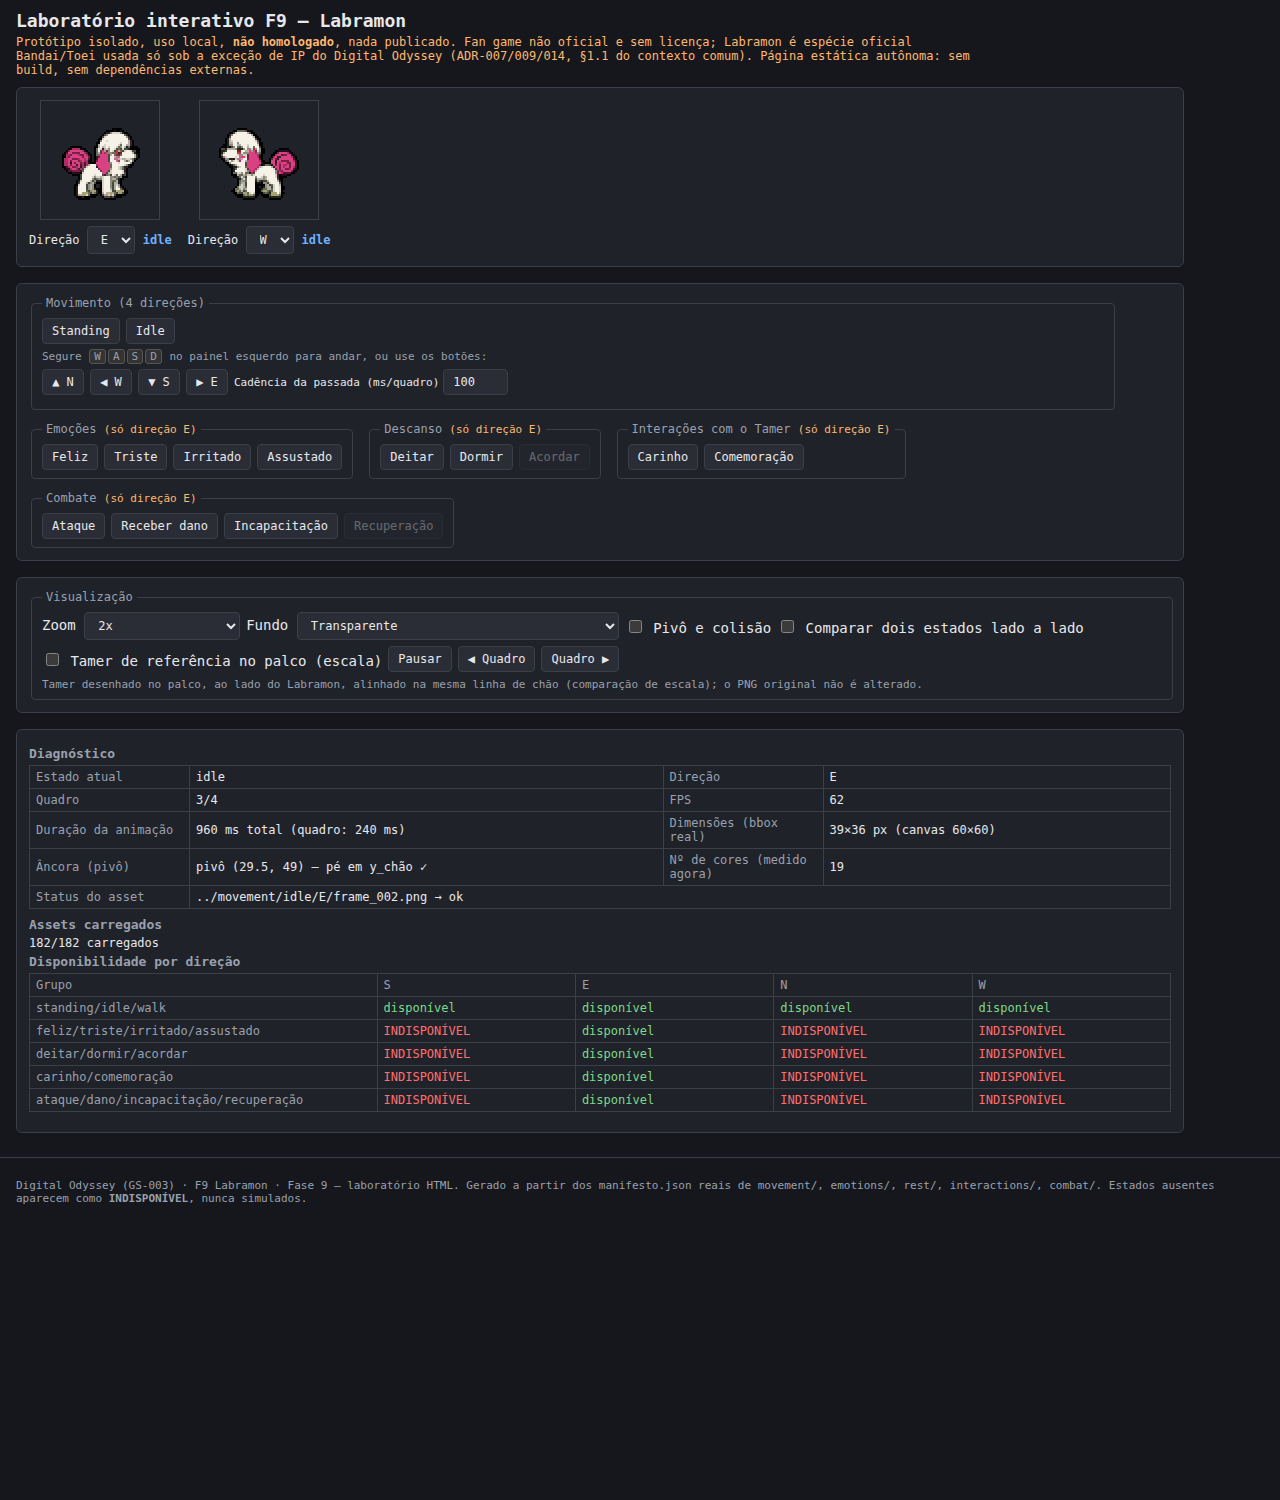 Laboratório interativo F9 — Labramon
Protótipo isolado, uso local, não homologado, nada publicado. Fan game não oficial e sem licença; Labramon é espécie oficial
Bandai/Toei usada só sob a exceção de IP do Digital Odyssey (ADR-007/009/014, §1.1 do contexto comum). Página estática autônoma: sem
build, sem dependências externas.
Direção E idle Direção W idle
Movimento (4 direções)
Standing Idle
Segure W A S D no painel esquerdo para andar, ou use os botões:
▲ N ◀ W ▼ S ▶ E Cadência da passada (ms/quadro) 100
Emoções (só direção E) Descanso (só direção E) Interações com o Tamer (só direção E)
Feliz Triste Irritado Assustado Deitar Dormir Acordar Carinho Comemoração
Combate (só direção E)
Ataque Receber dano Incapacitação Recuperação
Visualização
Zoom 2x Fundo Transparente Pivô e colisão Comparar dois estados lado a lado
Tamer de referência no palco (escala) Pausar ◀ Quadro Quadro ▶
Tamer desenhado no palco, ao lado do Labramon, alinhado na mesma linha de chão (comparação de escala); o PNG original não é alterado.
Diagnóstico
Estado atual idle Direção E
Quadro 3/4 FPS 62
Duração da animação 960 ms total (quadro: 240 ms) Dimensões (bbox real) 39×36 px (canvas 60×60)
Âncora (pivô) pivô (29.5, 49) — pé em y_chão ✓ Nº de cores (medido agora) 19
Status do asset ../movement/idle/E/frame_002.png → ok
Assets carregados
182/182 carregados
Disponibilidade por direção
Grupo S E N W
standing/idle/walk disponível disponível disponível disponível
feliz/triste/irritado/assustado INDISPONÍVEL disponível INDISPONÍVEL INDISPONÍVEL
deitar/dormir/acordar INDISPONÍVEL disponível INDISPONÍVEL INDISPONÍVEL
carinho/comemoração INDISPONÍVEL disponível INDISPONÍVEL INDISPONÍVEL
ataque/dano/incapacitação/recuperação INDISPONÍVEL disponível INDISPONÍVEL INDISPONÍVEL
Digital Odyssey (GS-003) · F9 Labramon · Fase 9 — laboratório HTML. Gerado a partir dos manifesto.json reais de movement/, emotions/, rest/, interactions/, combat/. Estados ausentes
aparecem como INDISPONÍVEL, nunca simulados.